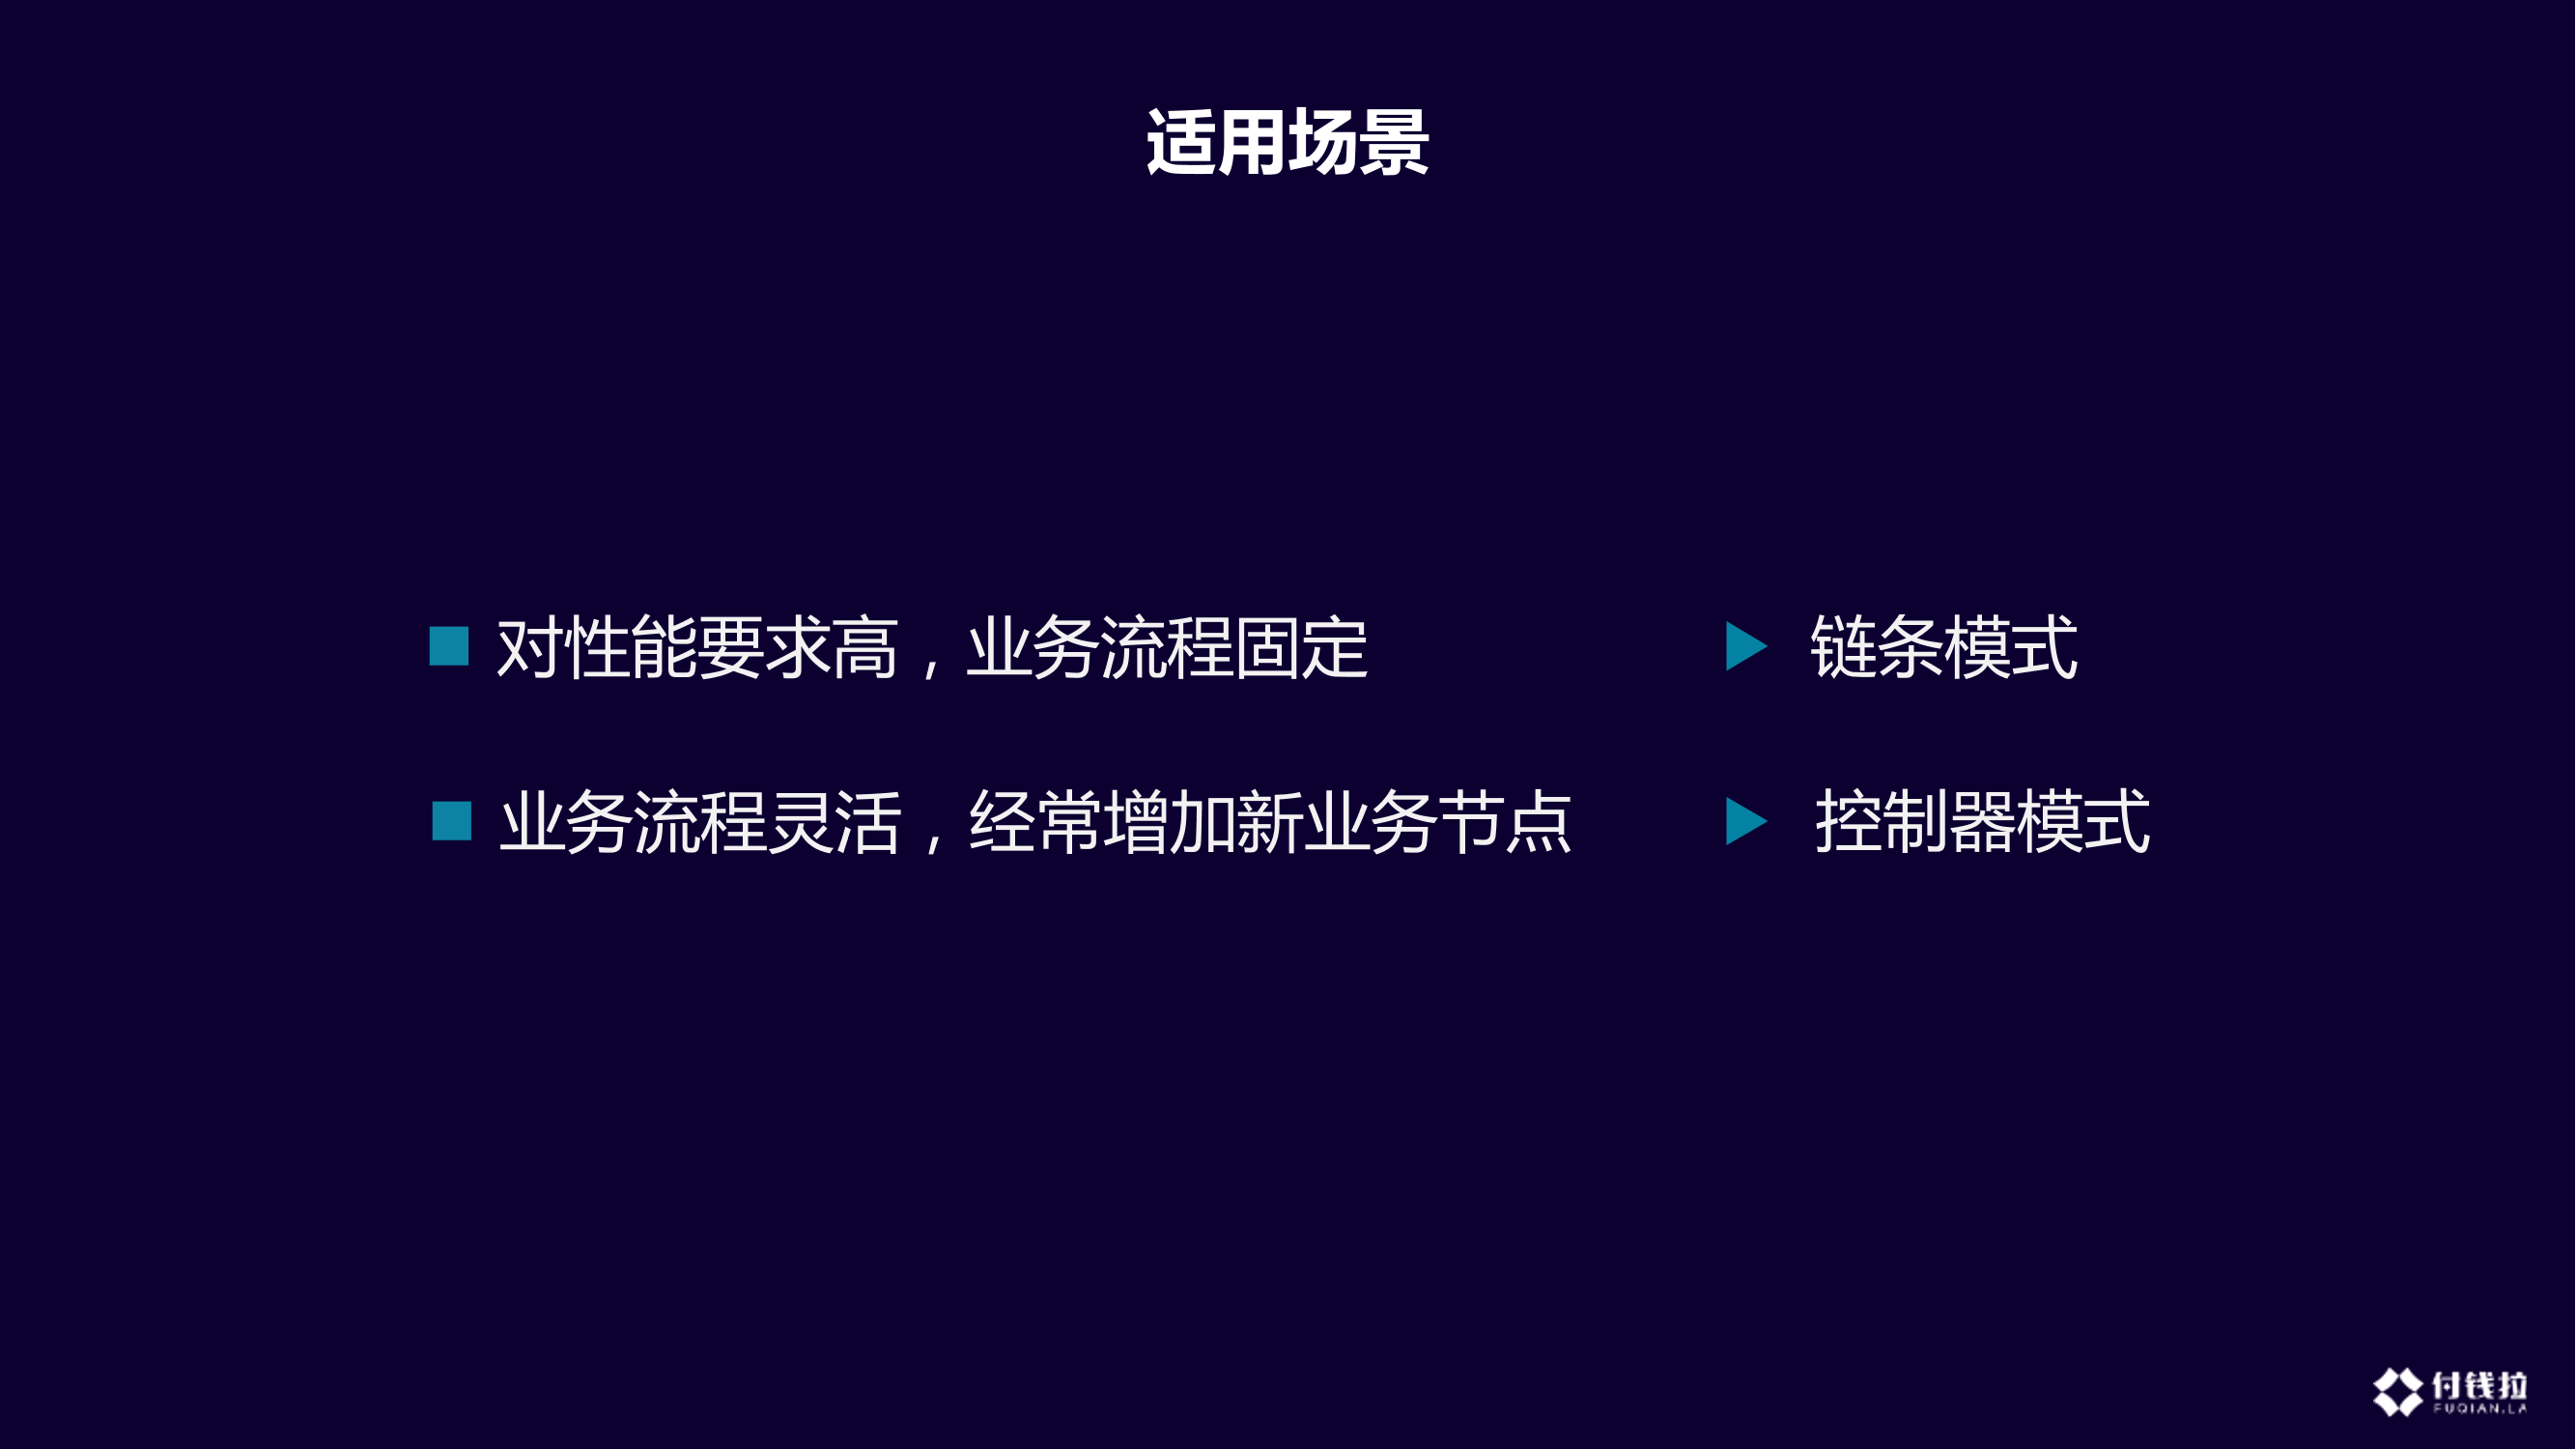 适用场景
对性能要求高，业务流程固定
链条模式
业务流程灵活，经常增加新业务节点
控制器模式
付钱拉
FUQIAN.LA